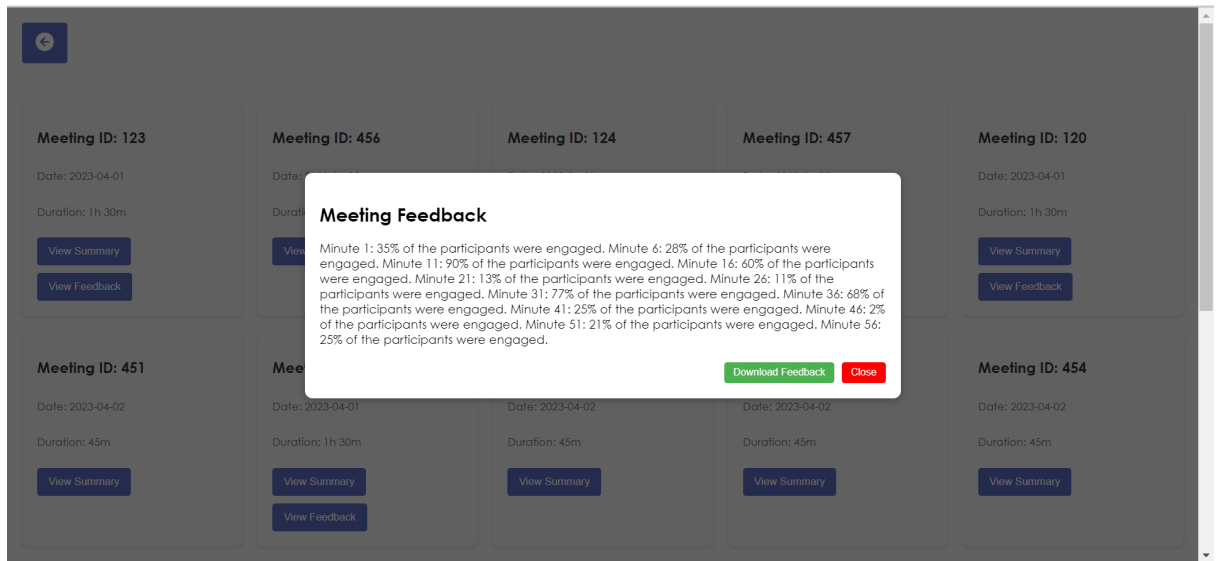 Meeting ID: 123
Date: 2023-04-01
Duration: 1h 30m
View Summary
View Feedback
Meeting ID: 456
Date:
View
Meeting ID: 124
Meeting ID: 457
Meeting ID: 120
Date: 2023-04-01
Duration: 1h 30m
View Summary
View Feedback
Meeting Feedback
Minute 1: 35% of the participants were engaged. Minute 6: 28% of the participants were
engaged. Minute 11: 90% of the participants were engaged. Minute 16: 60% of the participants
were engaged. Minute 21: 13% of the participants were engaged. Minute 26: 11% of the
participants were engaged. Minute 31: 77% of the participants were engaged. Minute 36: 68% of
the participants were engaged. Minute 41: 25% of the participants were engaged. Minute 46: 2%
of the participants were engaged. Minute 51: 21% of the participants were engaged. Minute 56:
25% of the participants were engaged.
Download Feedback
Close
Meeting ID: 451
Date: 2023-04-02
Duration: 45m
View Summary
Date: 2023-04-01
Duration: 1h 30m
View Summary
View Feedback
Date: 2023-04-02
Duration: 45m
View Summary
Date: 2023-04-02
Duration: 45m
View Summary
Meeting ID: 454
Date: 2023-04-02
Duration: 45m
View Summary